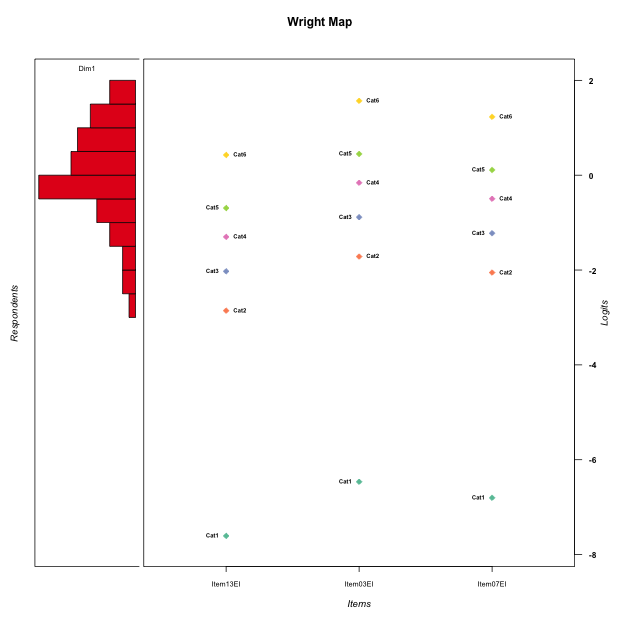 Wright Map
Dim1
2
0
-2
-4
-6
-8
Cat6
Cat5
Cat4
Cat3
Cat2
Cat1
Cat6
Cat5
Cat4
Cat3
Cat2
Cat1
Cat6
Cat5
Cat4
Cat3
Cat2
Cat1
Respondents
Logits
Item13EI Item03EI Item07EI
Items